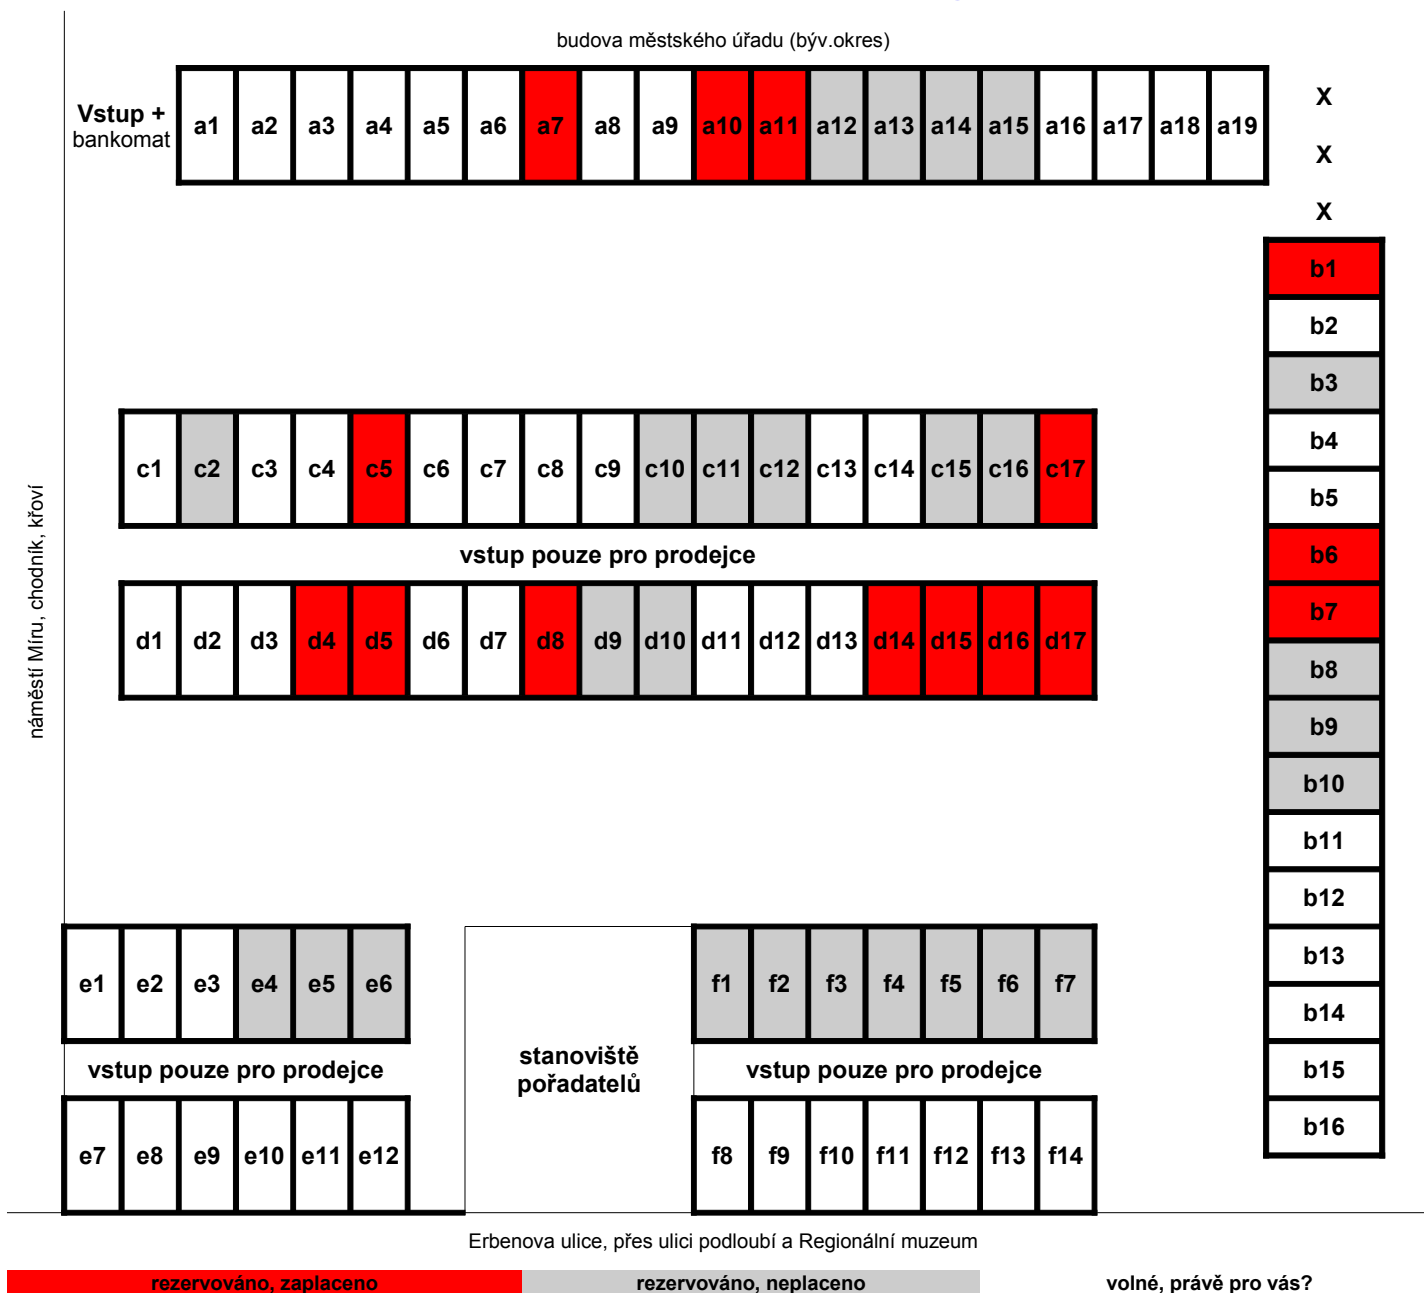 budova městského úřadu (býv.okres)
Vstup +
bankomat
a1 a2 a3 a4 a5 a6 a7 a8 a9 a10 a11 a12 a13 a14 a15 a16 a17 a18 a19
X
X
X
b1
b2
b3
b4
b5
b6
b7
b8
b9
b10
b11
b12
b13
b14
b15
b16
náměstí Míru, chodník, křoví
c1 c2 c3 c4 c5 c6 c7 c8 c9 c10 c11 c12 c13 c14 c15 c16 c17
vstup pouze pro prodejce
d1 d2 d3 d4 d5 d6 d7 d8 d9 d10 d11 d12 d13 d14 d15 d16 d17
e1 e2 e3 e4 e5 e6
vstup pouze pro prodejce
e7 e8 e9 e10 e11 e12
stanoviště
pořadatelů
f1 f2 f3 f4 f5 f6 f7
vstup pouze pro prodejce
f8 f9 f10 f11 f12 f13 f14
Erbenova ulice, přes ulici podloubí a Regionální muzeum
rezervováno, zaplaceno
rezervováno, neplaceno
volné, právě pro vás?